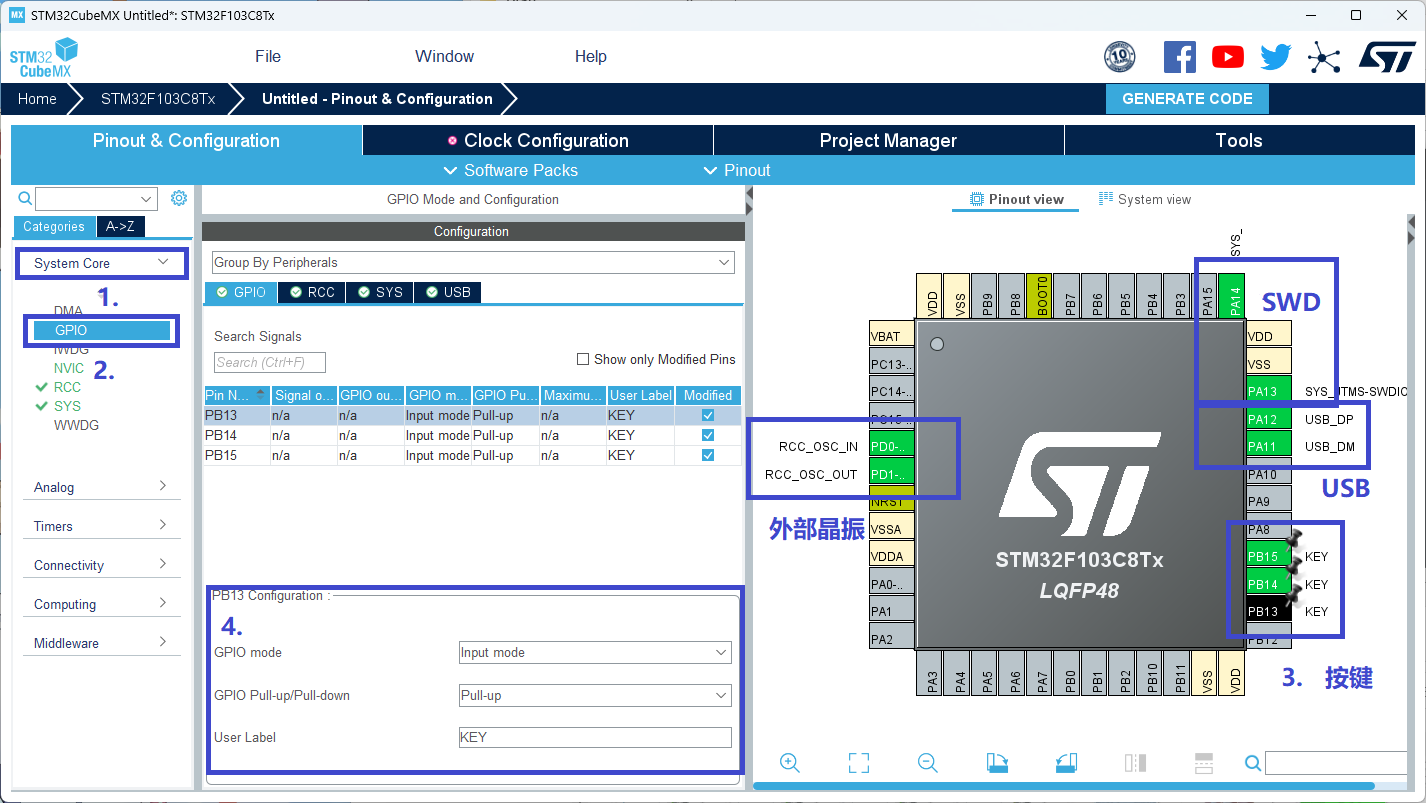 MX STM32CubeMX Untitled*: STM32F103C8Tx
STM32
CubeMX
File Window Help
10
Home STM32F103C8Tx Untitled - Pinout & Configuration GENERATE CODE
Pinout & Configuration Clock Configuration Project Manager Tools
Software Packs Pinout
GPIO Mode and Configuration
Pinout view System view
Categories A->Z
Configuration
System Core
Group By Peripherals
1.
DMA
GPIO
IWDG
NVIC
2.
RCC
SYS
WWDG
Analog
Timers
Connectivity
Computing
Middleware
GPIO RCC SYS USB
Search Signals
Search (Ctrl+F)
Show only Modified Pins
Pin N... Signal o... GPIO ou... GPIO m... GPIO Pu... Maximu... User Label Modified
PB13 n/a n/a Input mode Pull-up n/a KEY
PB14 n/a n/a Input mode Pull-up n/a KEY
PB15 n/a n/a Input mode Pull-up n/a KEY
PB13 Configuration :
4.
GPIO mode Input mode
GPIO Pull-up/Pull-down Pull-up
User Label KEY
SYS_
VDD VSS PB9 PB8 BOOT0 PB7 PB6 PB5 PB4 PB3 PA15 PA14
SWD
VBAT
PC13-..
PC14-..
PC15-..
RCC_OSC_IN PD0-..
RCC_OSC_OUT PD1-..
NRST
外部晶振
VSSA
VDDA
PA0-..
PA1
PA2
STM32F103C8Tx
LQFP48
VDD
VSS
PA13 SYS_JTMS-SWDIO
PA12 USB_DP
PA11 USB_DM
PA10
USB
PA9
PA8
PB15 KEY
PB14 KEY
PB13 KEY
PB12
3. 按键
PA3 PA4 PA5 PA6 PA7 PB0 PB1 PB2 PB10 PB11 VSS VDD